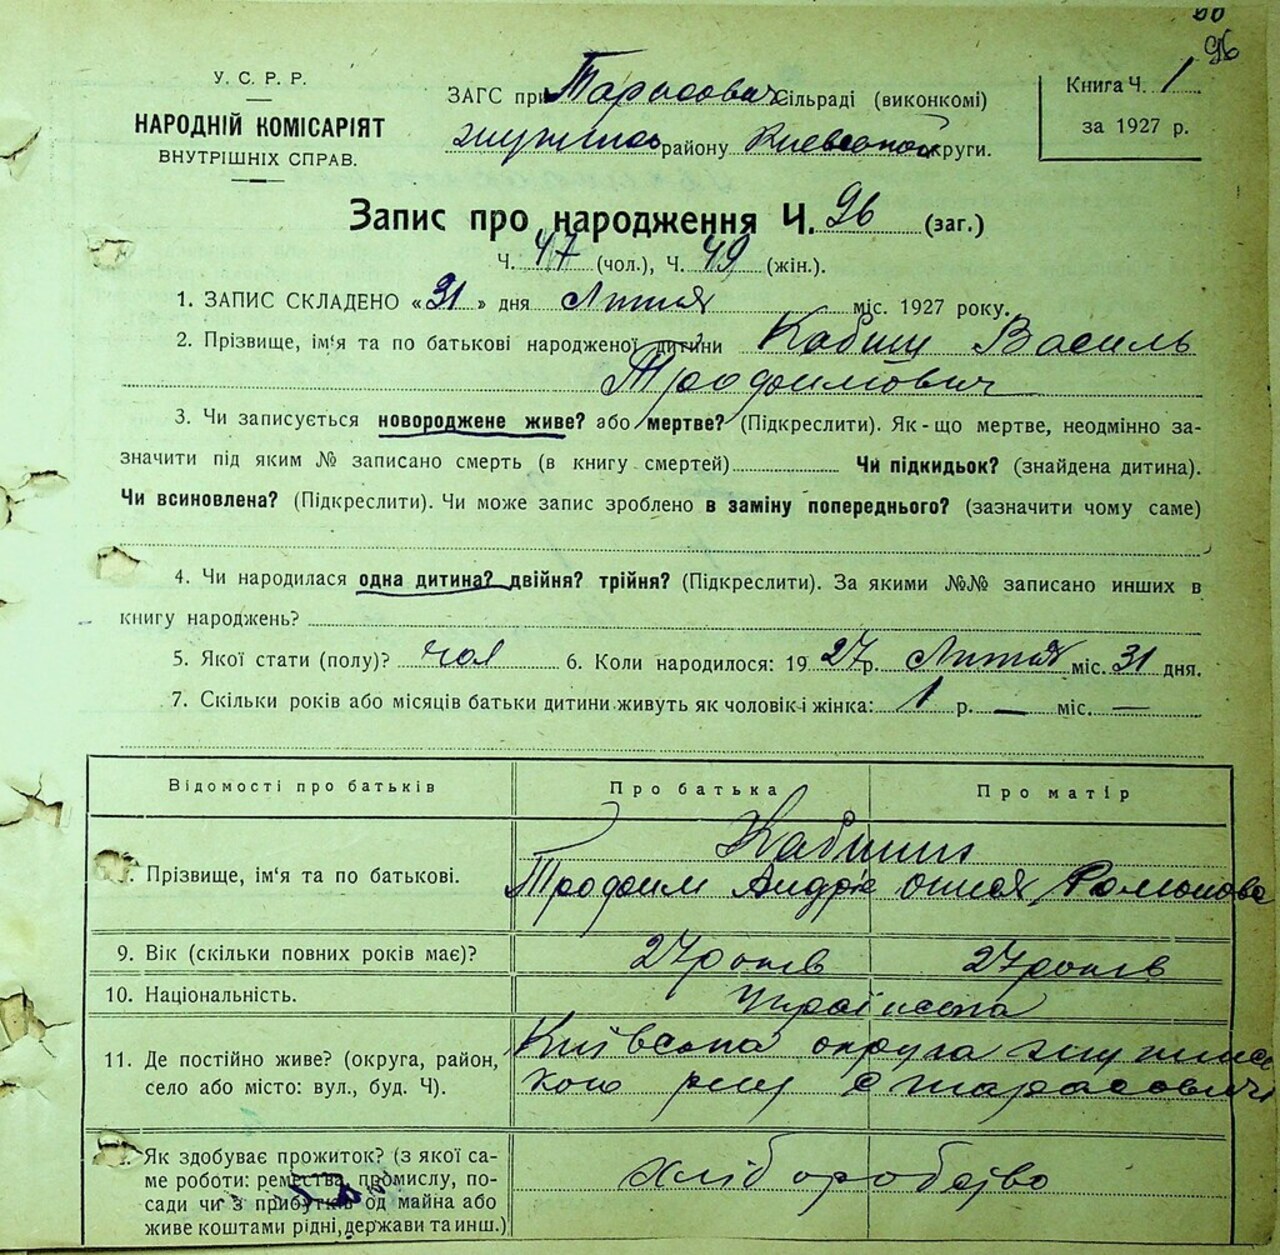 96
У. С. Р. Р.
НАРОДНІЙ КОМІСАРІЯТ
ВНУТРІШНІХ СПРАВ.
ЗАГС при Тарасович Сільраді (виконкомі)
району Київської округи.
Книга Ч. 1
за 1927 р.
Запис про народження Ч. 96 (заг.)
Ч. 47 (чол.), Ч. 49 (жін.).
1. ЗАПИС СКЛАДЕНО «31» дня Липня міс. 1927 року.
2. Прізвище, ім‘я та по батькові народженої дитини Кабиш Василь
Трофимович
3. Чи записується новороджене живе? або мертве? (Підкреслити). Як-що мертве, неодмінно за-
значити під яким № записано смерть (в книгу смертей) Чи підкидьок? (знайдена дитина).
Чи всиновлена? (Підкреслити). Чи може запис зроблено в заміну попереднього? (зазначити чому саме)
4. Чи народилася одна дитина? двійня? трійня? (Підкреслити). За якими №№ записано инших в
книгу народжень?
5. Якої стати (полу)? чол 6. Коли народилося: 1927 р. Липня міс. 31 дня.
7. Скільки років або місяців батьки дитини живуть як чоловік і жінка: 1 р. — міс. —
Відомості про батьків Про батька Про матір
Прізвище, ім‘я та по батькові.
Трофим Андріє Романова
9. Вік (скільки повних років має)? 27 років 27 років
10. Національність. Українська
11. Де постійно живе? (округа, район,
село або місто: вул., буд. Ч).
Київська округа
с Тарасовичі
Як здобуває прожиток? (з якої са-
ме роботи: ремества, промислу, по-
сади чи з прибутків од майна або
живе коштами рідні, держави та инш.)
хліборобство